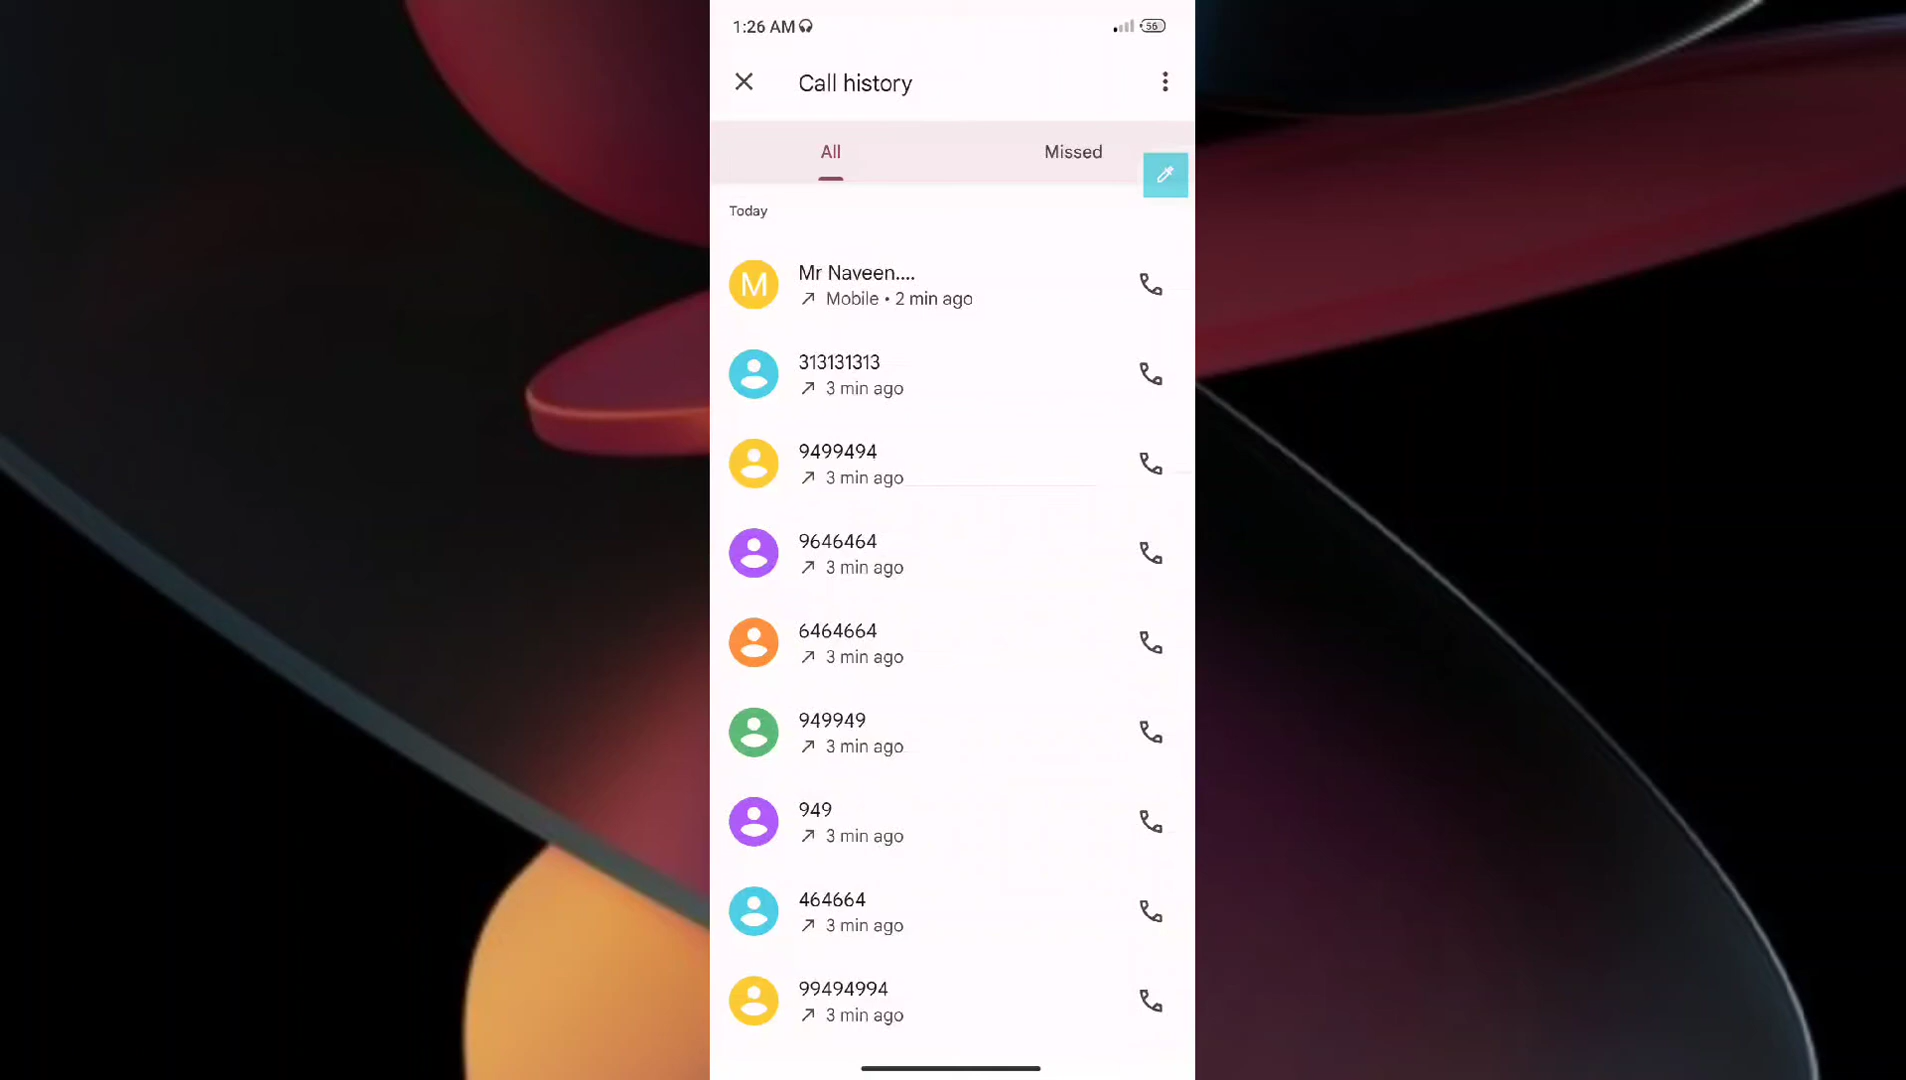 1:26 AM
56
Call history
All
Missed
Today
M
Mr Naveen....
Mobile • 2 min ago
313131313
3 min ago
9499494
3 min ago
9646464
3 min ago
6464664
3 min ago
949949
3 min ago
949
3 min ago
464664
3 min ago
99494994
3 min ago